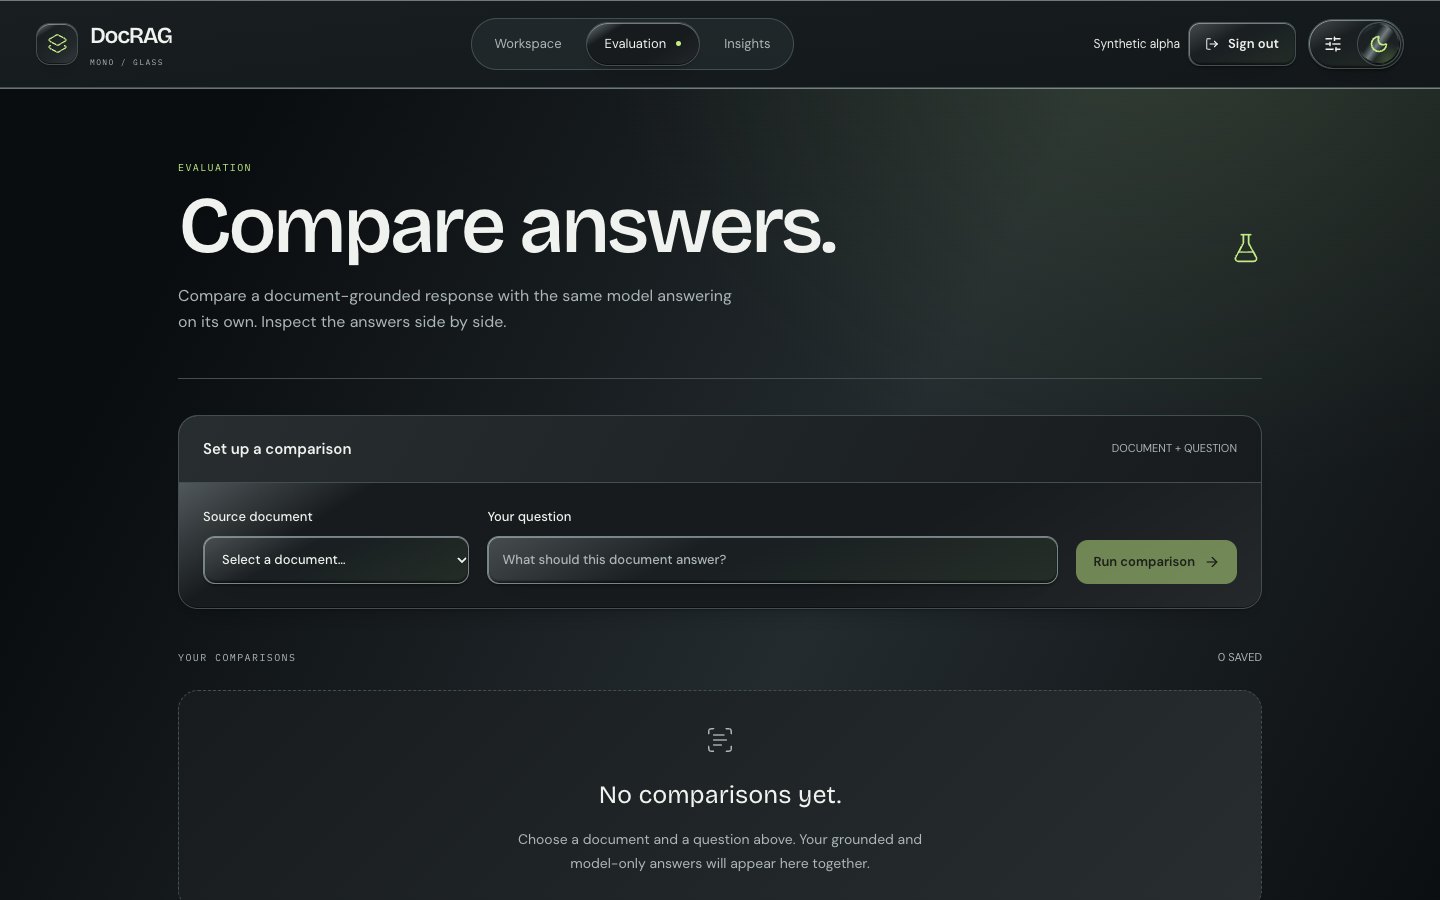 DocRAG
MONO / GLASS
Workspace
Evaluation
Insights
Synthetic alpha
Sign out
EVALUATION
Compare answers.
Compare a document-grounded response with the same model answering
on its own. Inspect the answers side by side.
Set up a comparison
DOCUMENT + QUESTION
Source document
Your question
Select a document...
What should this document answer?
Run comparison
YOUR COMPARISONS
0 SAVED
No comparisons yet.
Choose a document and a question above. Your grounded and
model-only answers will appear here together.